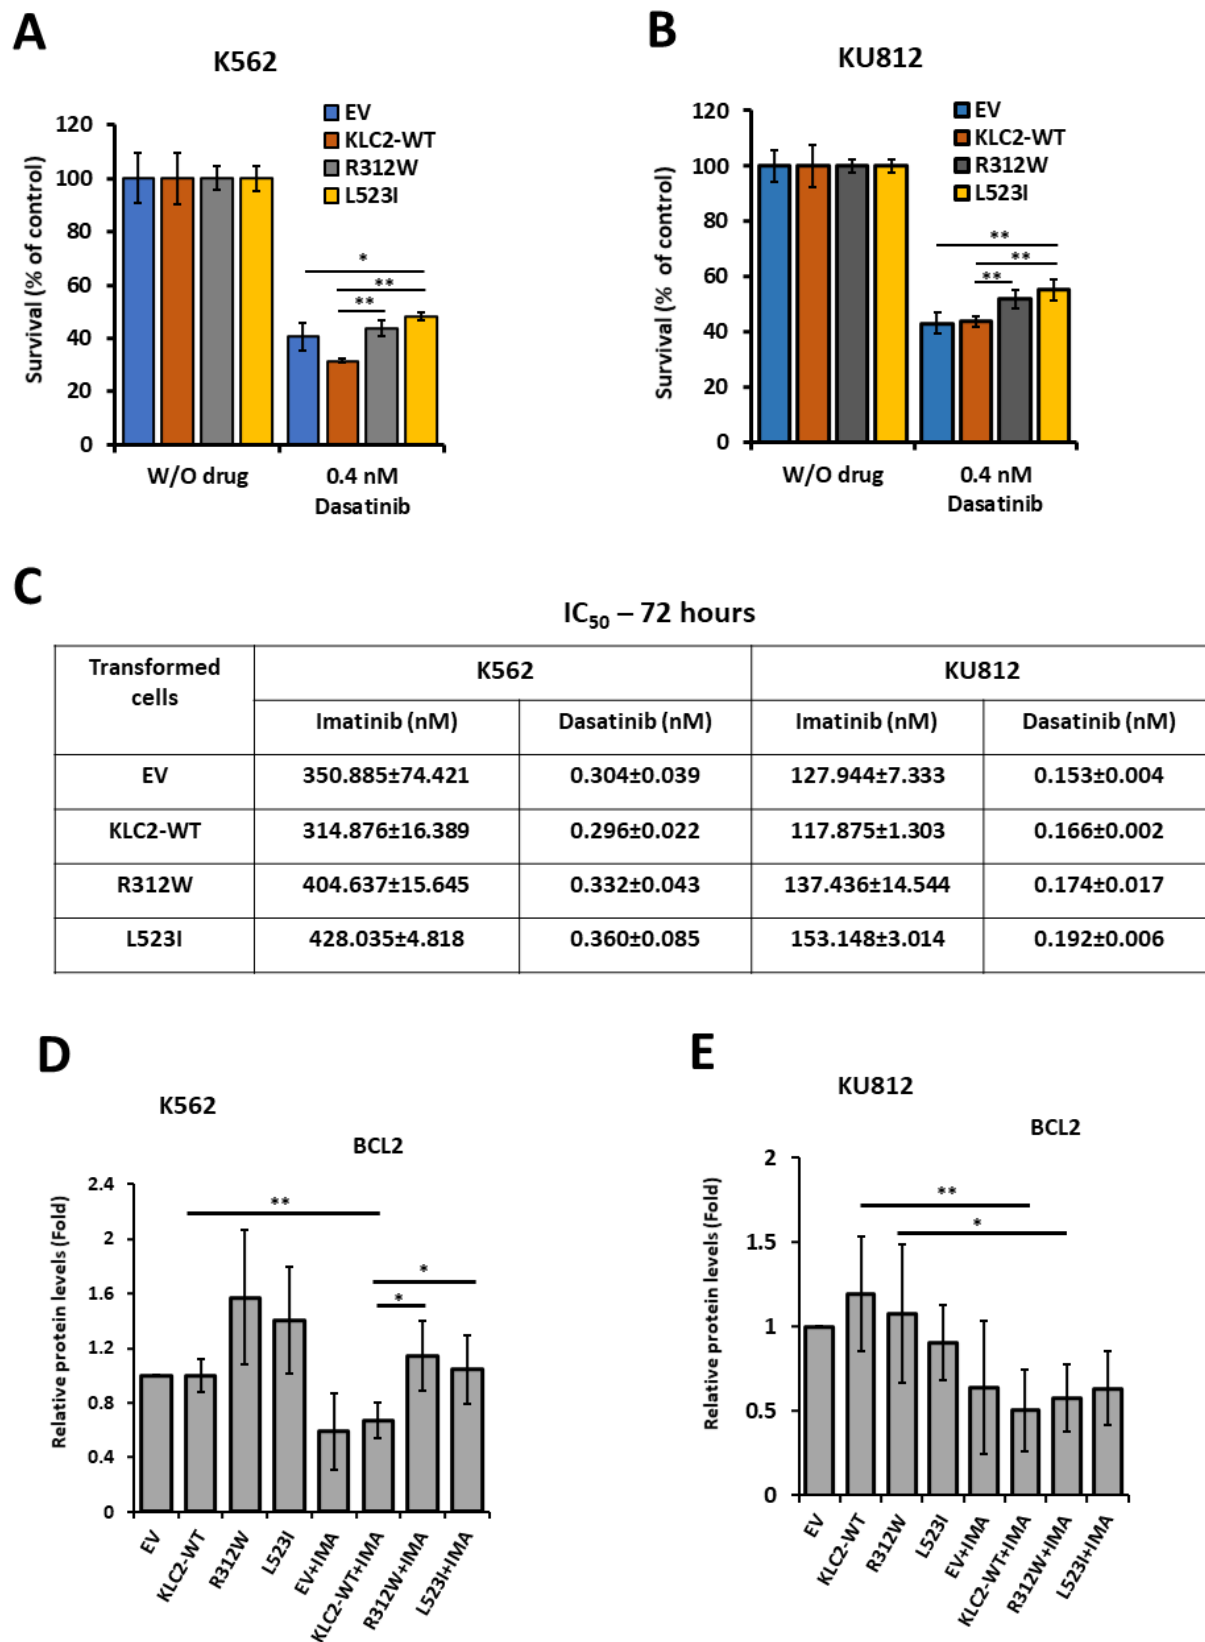 A
K562
EV
KLC2-WT
R312W
L523I
120
100
80
60
40
20
0
Survival (% of control)
*
**
**
W/O drug
0.4 nM
Dasatinib
B
KU812
EV
KLC2-WT
R312W
L523I
120
100
80
60
40
20
0
Survival (% of control)
**
**
**
W/O drug
0.4 nM
Dasatinib
C
IC50 – 72 hours
Transformed cells K562 KU812
Imatinib (nM) Dasatinib (nM) Imatinib (nM) Dasatinib (nM)
EV 350.885±74.421 0.304±0.039 127.944±7.333 0.153±0.004
KLC2-WT 314.876±16.389 0.296±0.022 117.875±1.303 0.166±0.002
R312W 404.637±15.645 0.332±0.043 137.436±14.544 0.174±0.017
L523I 428.035±4.818 0.360±0.085 153.148±3.014 0.192±0.006
D
K562
BCL2
2.4
2
1.6
1.2
0.8
0.4
0
Relative protein levels (Fold)
**
*
*
EV
KLC2-WT
R312W
L523I
EV+IMA
KLC2-WT+IMA
R312W+IMA
L523I+IMA
E
KU812
BCL2
2
1.5
1
0.5
0
Relative protein levels (Fold)
**
*
EV
KLC2-WT
R312W
L523I
EV+IMA
KLC2-WT+IMA
R312W+IMA
L523I+IMA